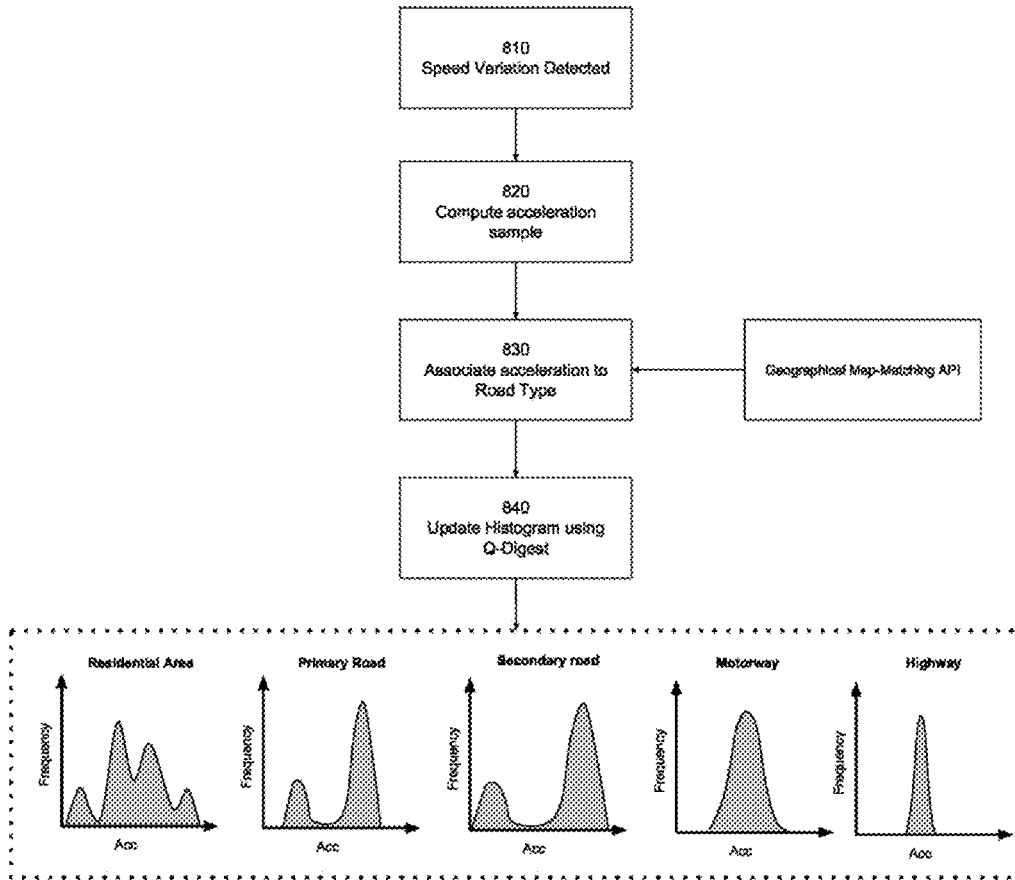 810
Speed Variation Detected
820
Compute acceleration
sample
830
Associate acceleration to
Road Type
Geographical Map-Matching API
840
Update Histogram using
Q-Digest
Residential Area
Primary Road
Secondary road
Motorway
Highway
Frequency
Frequency
Frequency
Frequency
Frequency
Acc
Acc
Acc
Acc
Acc